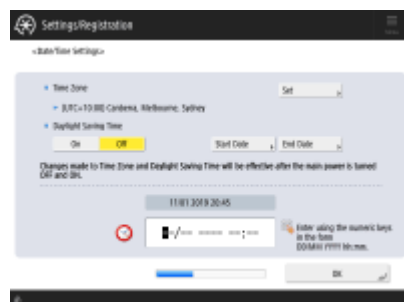 Settings/Registration
<Date/Time Settings>
Time Zone
Set
(UTC+10:00) Canberra, Melbourne, Sydney
Daylight Saving Time
On
Off
Start Date
End Date
Changes made to Time Zone and Daylight Saving Time will be effective after the main power is turned
OFF and ON.
11/01 2019 20:45
-/-- ---- --:--
Enter using the numeric keys
in the form
DD/MM YYYY hh:mm.
OK